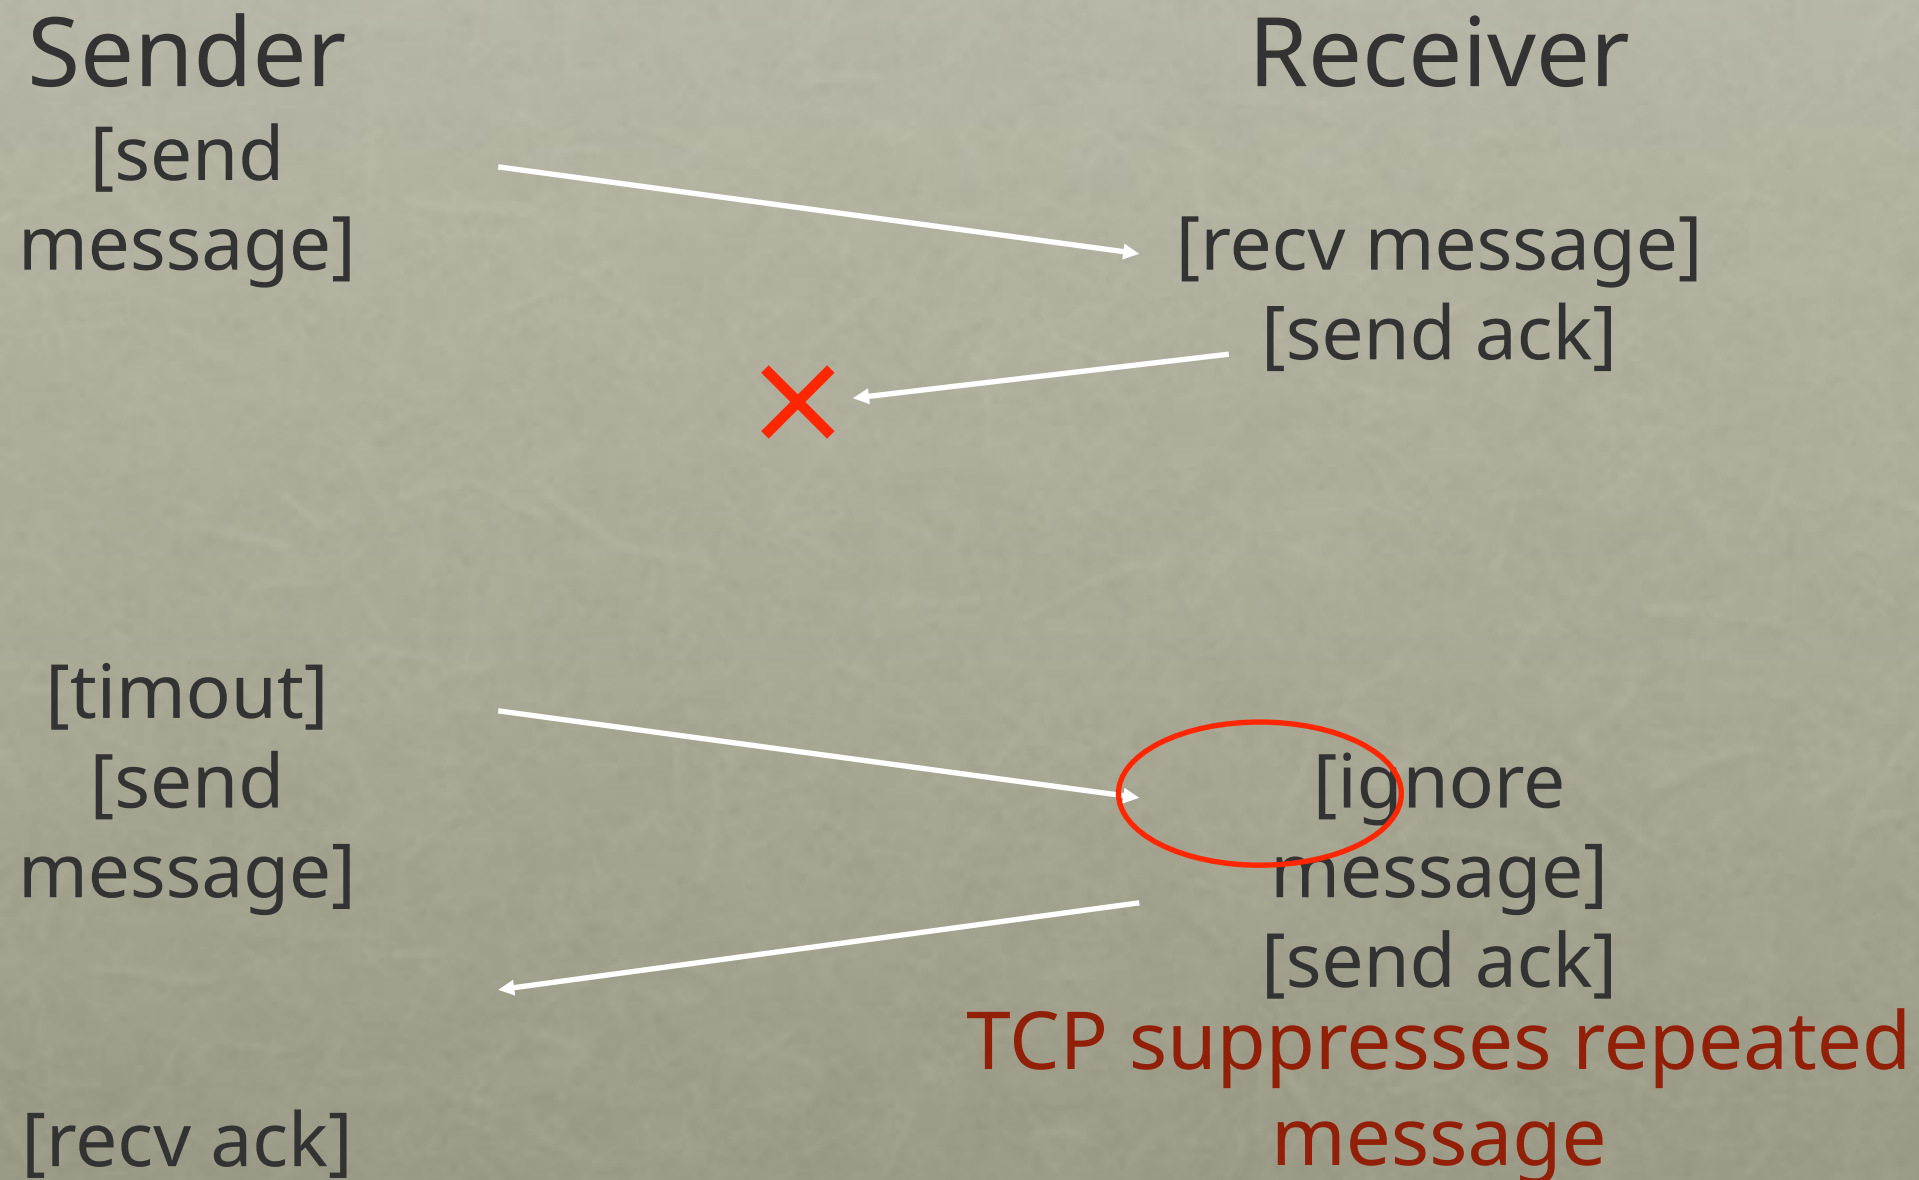 Sender
[send
message]
[timout]
[send
message]
[recv ack]
Receiver
[recv message]
[send ack]
[ignore
message]
[send ack]
TCP suppresses repeated
message